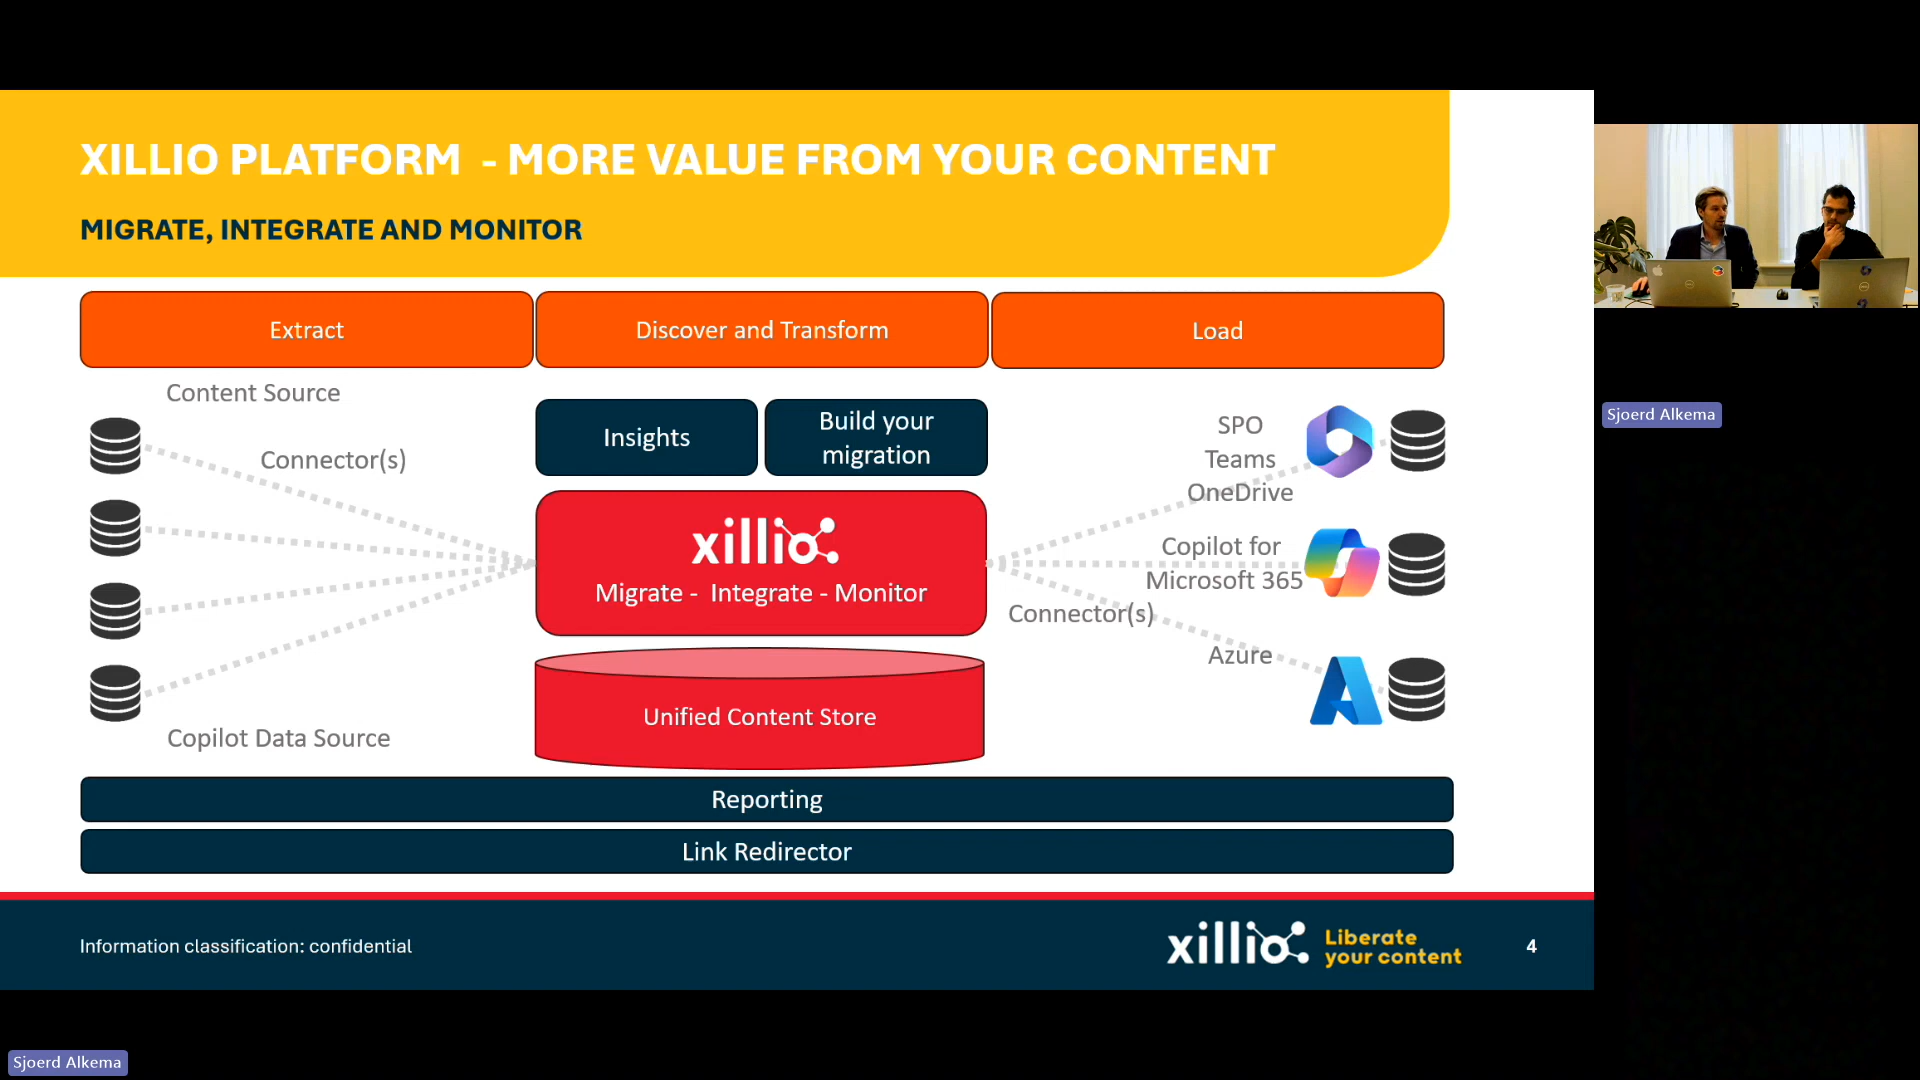 XILLIO PLATFORM - MORE VALUE FROM YOUR CONTENT
MIGRATE, INTEGRATE AND MONITOR
Extract
Discover and Transform
Load
Content Source
Connector(s)
Copilot Data Source
Insights
Build your
migration
xillio
Migrate - Integrate - Monitor
Unified Content Store
SPO
Teams
OneDrive
Copilot for
Microsoft 365
Connector(s)
Azure
Reporting
Link Redirector
Information classification: confidential
xillio
Liberate
your content
4
Sjoerd Alkema
Sjoerd Alkema